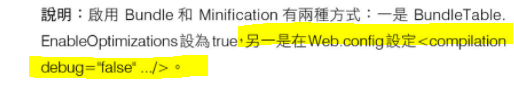 說明：啟用 Bundle 和 Minification 有兩種方式：一是 BundleTable.
EnableOptimizations設為true，另一是在Web.config設定<compilation
debug="false" .../>。